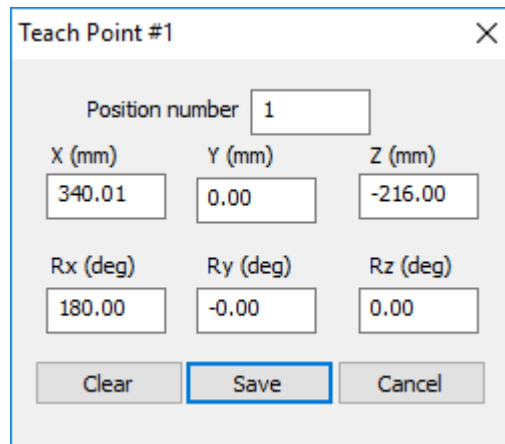 Teach Point #1
Position number 1
X (mm) Y (mm) Z (mm)
340.01 0.00 -216.00
Rx (deg) Ry (deg) Rz (deg)
180.00 -0.00 0.00
Clear Save Cancel